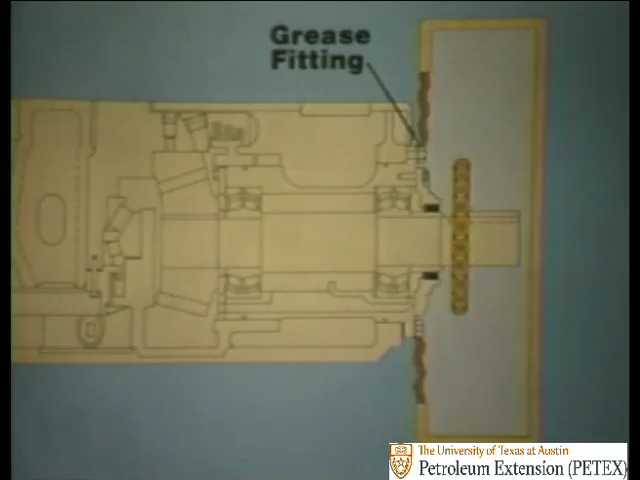 Grease
Fitting
The University of Texas at Austin
Petroleum Extension (PETEX)